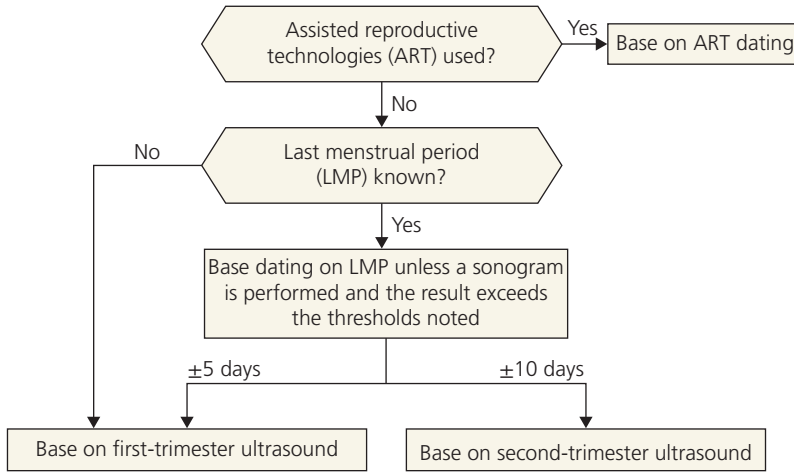 Assisted reproductive
technologies (ART) used?
Yes
Base on ART dating
No
No
Last menstrual period
(LMP) known?
Yes
Base dating on LMP unless a sonogram
is performed and the result exceeds
the thresholds noted
±5 days
±10 days
Base on first-trimester ultrasound
Base on second-trimester ultrasound